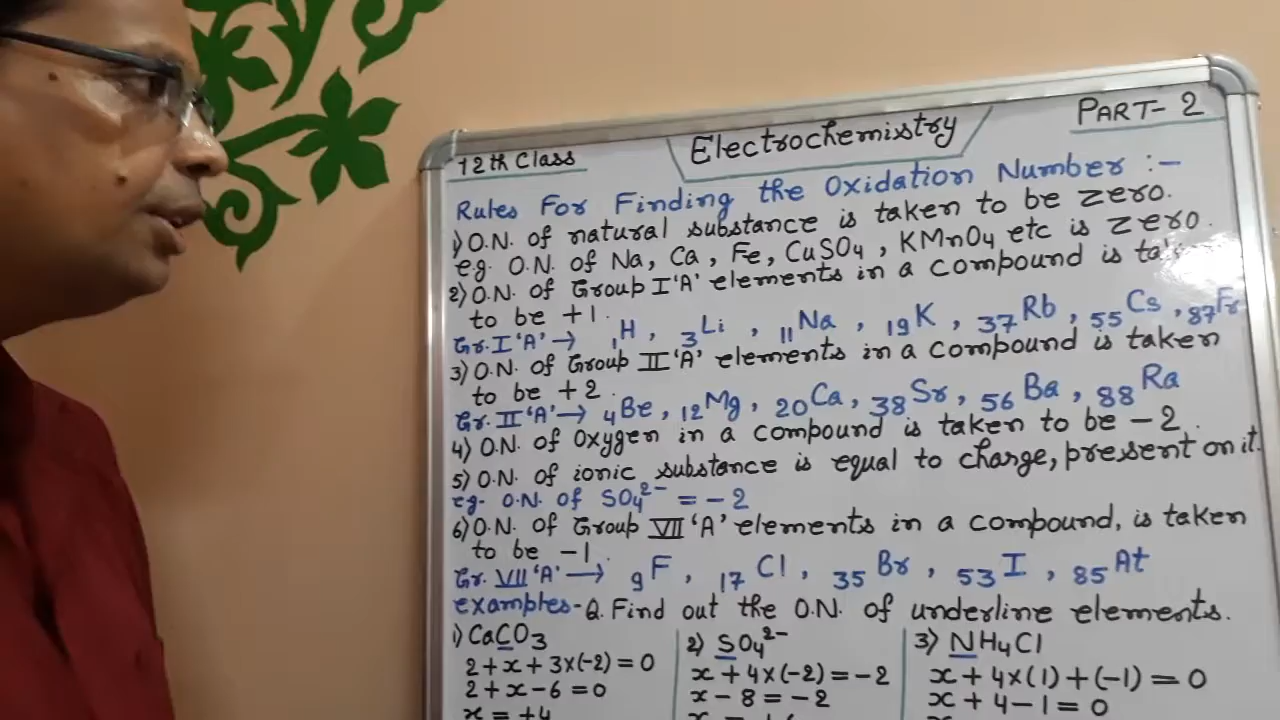 12th Class
Electrochemistry
PART-2
Rules For Finding the Oxidation Number :-
1) O.N. of natural substance is taken to be zero.
eg. O.N. of Na, Ca, Fe, CuSO4, KMnO4 etc is zero.
2) O.N. of Group I 'A' elements in a compound is
to be +1.
Gr. I 'A' → 1H, 3Li, 11Na, 19K, 37Rb, 55Cs, 87Fr
3) O.N. of Group II 'A' elements in a compound is taken
to be +2.
Gr. II 'A' → 4Be, 12Mg, 20Ca, 38Sr, 56Ba, 88Ra
4) O.N. of Oxygen in a compound is taken to be -2.
5) O.N. of ionic substance is equal to charge, pressent on it.
eg- O.N. of SO4²⁻ = -2
6) O.N. of Group VII 'A' elements in a compound, is taken
to be -1.
Gr. VII 'A' → 9F, 17Cl, 35Br, 53I, 85At
examples- Q. Find out the O.N. of underline elements.
1) CaCO3
2+x+3x(-2)=0
2+x-6=0
x=+4
2) SO4²⁻
x+4x(-2)=-2
x-8=-2
3) NH4Cl
x+4x(1)+(-1)=0
x+4-1=0